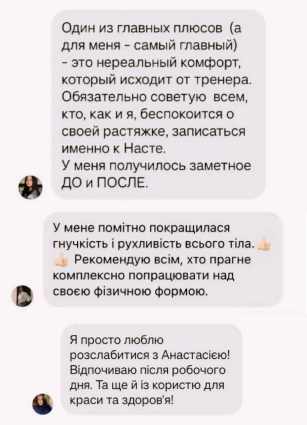 Один из главных плюсов (а
для меня - самый главный)
- это нереальный комфорт,
который исходит от тренера.
Обязательно советую всем,
кто, как и я, беспокоится о
своей растяжке, записаться
именно к Насте.
У меня получилось заметное
ДО и ПОСЛЕ.
У мене помітно покращилася
гнучкість і рухливість всього тіла.👍🏻
👍🏻 Рекомендую всім, хто прагне
комплексно попрацювати над
своєю фізичною формою.
Я просто люблю
розслабитися з Анастасією!
Відпочиваю після робочого
дня. Та ще й із користю для
краси та здоров'я!